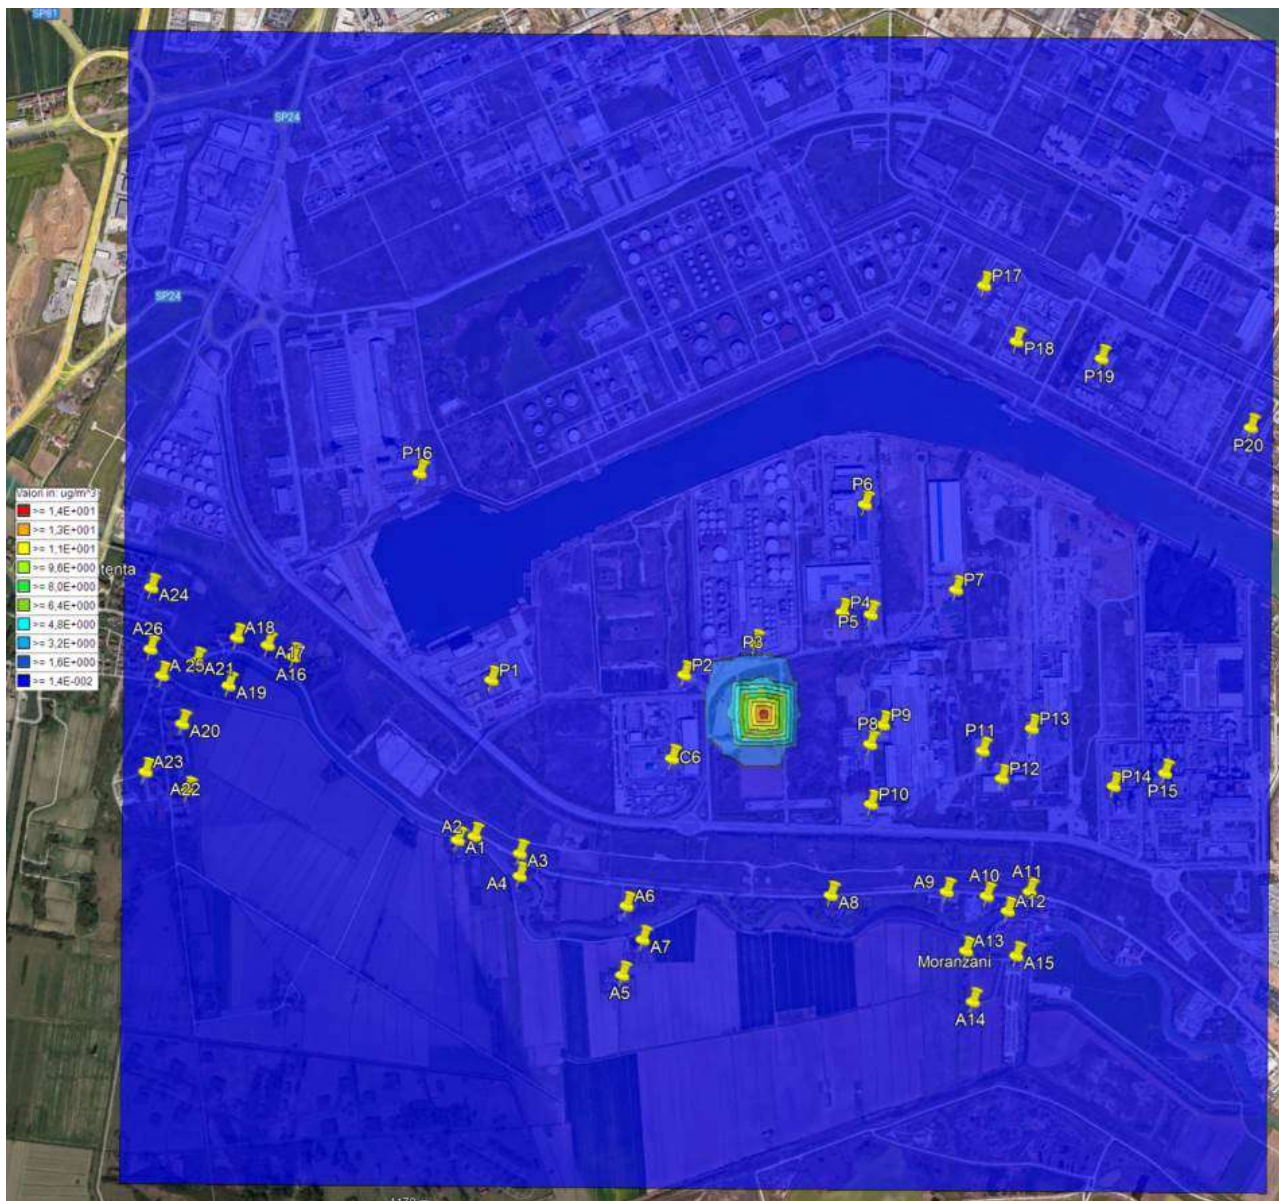 SP81
SP24
SP24
P17
P18
P19
P20
P16
P6
Valori in: ug/m^3
>= 1,4E+001
>= 1,3E+001
>= 1,1E+001
>= 9,6E+000
>= 8,0E+000
>= 6,4E+000
>= 4,8E+000
>= 3,2E+000
>= 1,6E+000
>= 1,4E-002
tenta
A24
P7
P4
P5
A18
A26
A17
P3
A 25
A21
A16
P2
P1
A19
P9
P8
P13
A20
P11
C6
A23
P12
P14
P15
A22
P10
A2
A1
A3
A4
A9
A10
A11
A6
A8
A12
A7
A13
Moranzani
A15
A5
A14